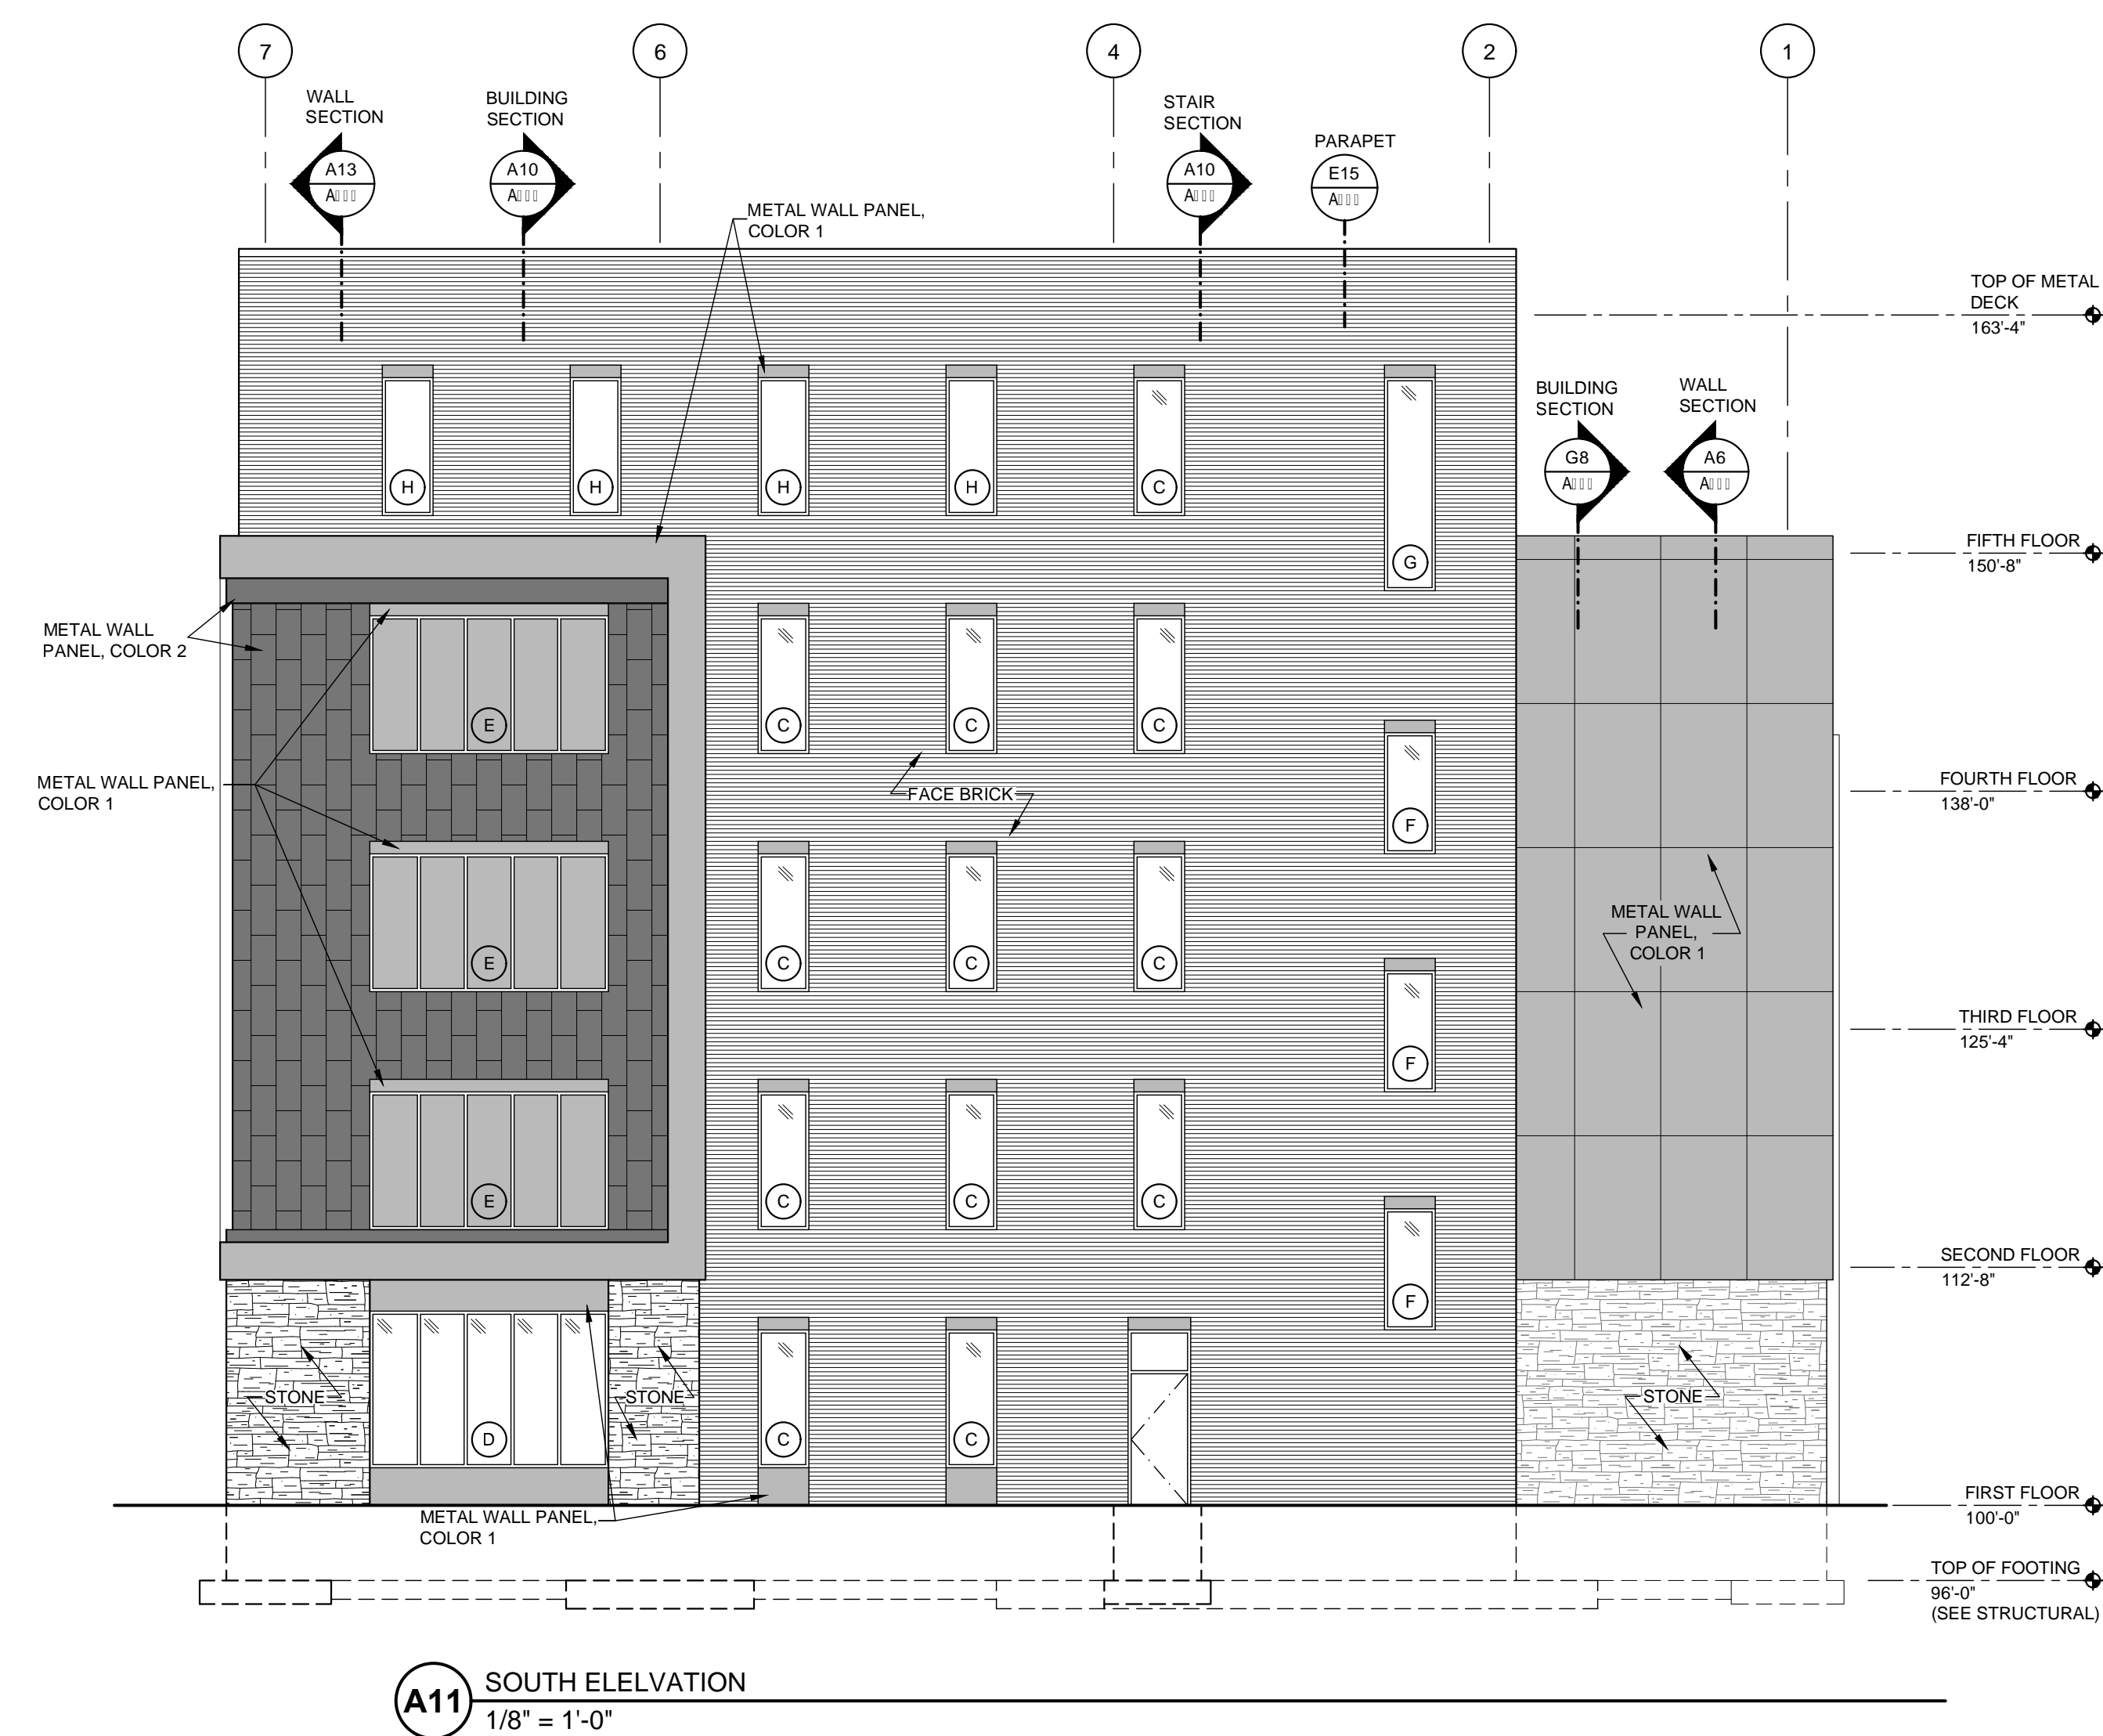 7
6
4
2
1
WALL
SECTION
BUILDING
SECTION
STAIR
SECTION
PARAPET
A13
A
A10
A
A10
A
E15
A
METAL WALL PANEL,
COLOR 1
TOP OF METAL
DECK
163'-4"
BUILDING
SECTION
WALL
SECTION
G8
A
A6
A
H
H
H
H
C
G
FIFTH FLOOR
150'-8"
METAL WALL
PANEL, COLOR 2
E
C
C
C
METAL WALL PANEL,
COLOR 1
FACE BRICK
F
FOURTH FLOOR
138'-0"
METAL WALL
PANEL,
COLOR 1
E
C
C
C
F
THIRD FLOOR
125'-4"
E
C
C
C
F
SECOND FLOOR
112'-8"
STONE
STONE
STONE
D
C
C
METAL WALL PANEL,
COLOR 1
FIRST FLOOR
100'-0"
TOP OF FOOTING
96'-0"
(SEE STRUCTURAL)
A11
SOUTH ELELVATION
1/8" = 1'-0"